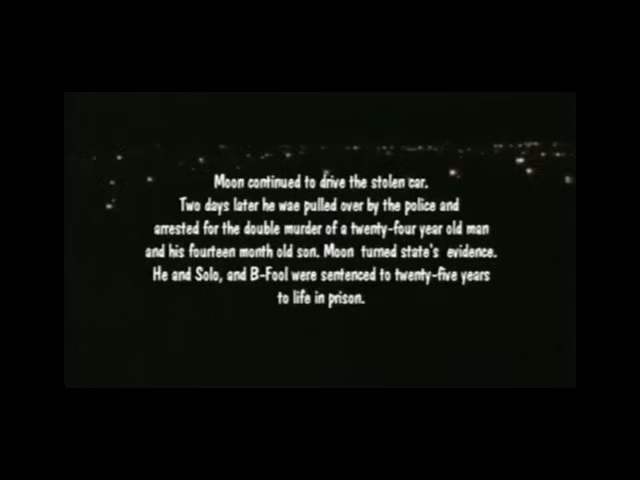 Moon continued to drive the stolen car.
Two days later he wae pulled over by the police and
arrested for the double murder of a twenty-four year old man
and his fourteen month old son. Moon turned state's evidence.
He and Solo, and B-Fool were sentenced to twenty-five years
to life in prison.